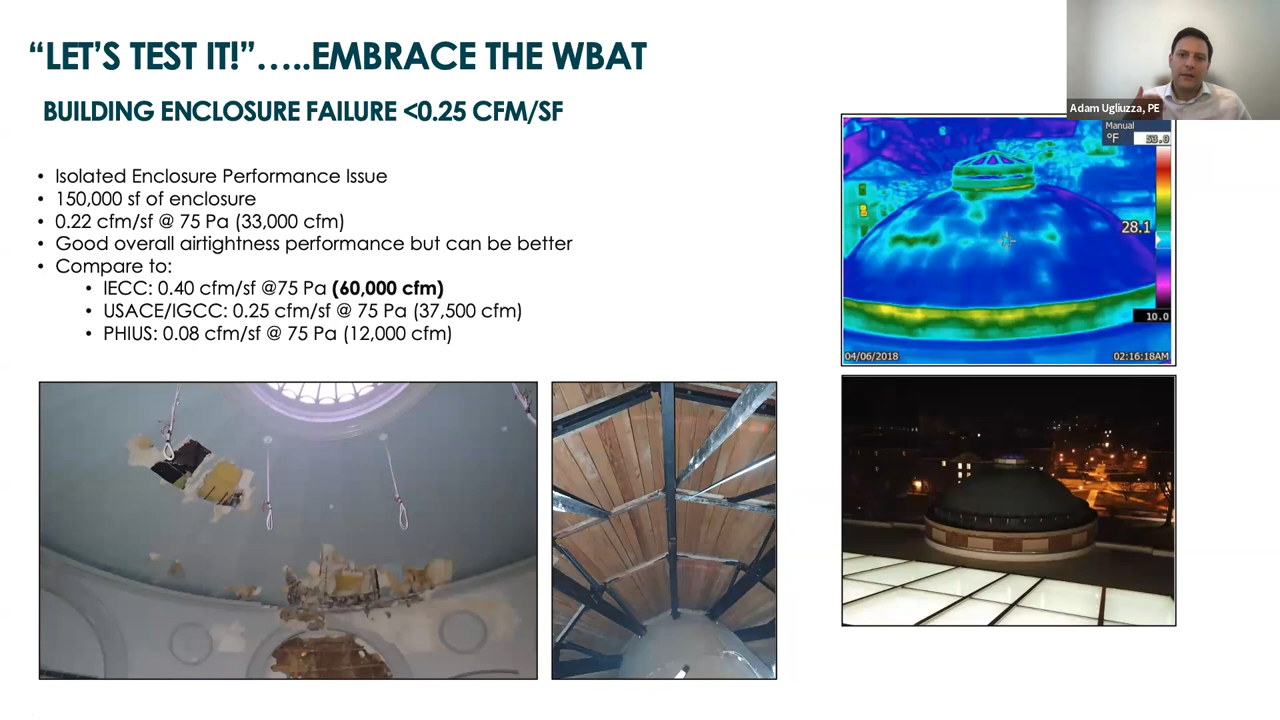 “LET’S TEST IT!”…..EMBRACE THE WBAT
BUILDING ENCLOSURE FAILURE <0.25 CFM/SF
• Isolated Enclosure Performance Issue
• 150,000 sf of enclosure
• 0.22 cfm/sf @ 75 Pa (33,000 cfm)
• Good overall airtightness performance but can be better
• Compare to:
• IECC: 0.40 cfm/sf @75 Pa (60,000 cfm)
• USACE/IGCC: 0.25 cfm/sf @ 75 Pa (37,500 cfm)
• PHIUS: 0.08 cfm/sf @ 75 Pa (12,000 cfm)
Adam Ugliuzza, PE
Manual
°F
28.1
10.0
04/06/2018 02:16:18AM